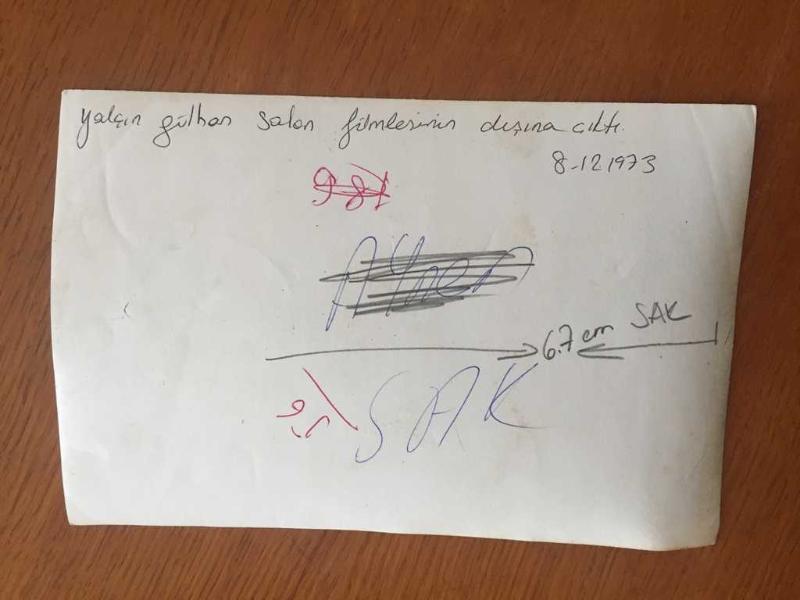 Yalçın gülhan Salon filmlerinin dışına çıktı.
8.12.1973
6.7 cm SAK
SAK